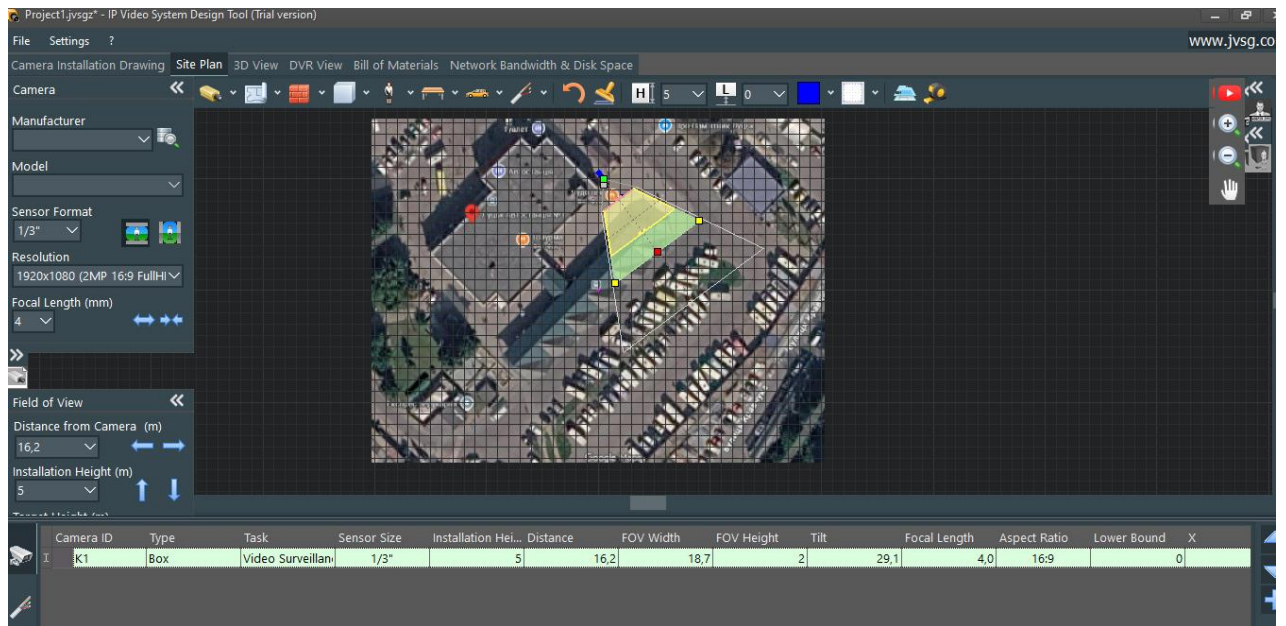 Project1.jvsgz* - IP Video System Design Tool (Trial version)
File Settings ?
www.jvsg.co
Camera Installation Drawing Site Plan 3D View DVR View Bill of Materials Network Bandwidth & Disk Space
Camera
H 5 L 0
Manufacturer
Model
Sensor Format
1/3"
Resolution
1920x1080 (2MP 16:9 FullHI
Focal Length (mm)
4
Туалет
Field of View
Distance from Camera (m)
16,2
Installation Height (m)
5
Camera ID Type Task Sensor Size Installation Hei... Distance FOV Width FOV Height Tilt Focal Length Aspect Ratio Lower Bound X
K1 Box Video Surveillan 1/3" 5 16,2 18,7 2 29,1 4,0 16:9 0